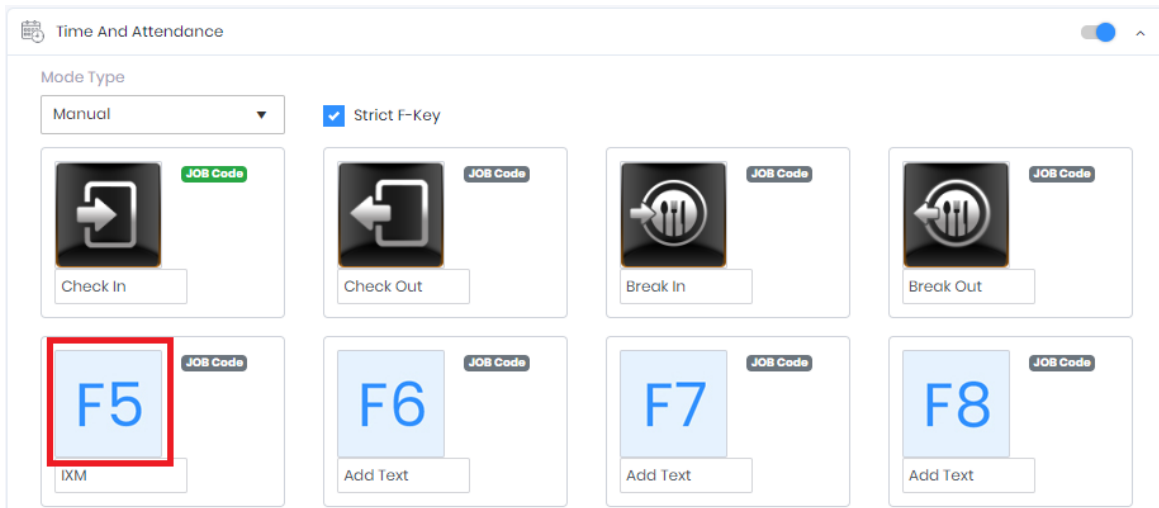 Time And Attendance
Mode Type
Manual
Strict F-Key
JOB Code
JOB Code
JOB Code
JOB Code
Check In
Check Out
Break In
Break Out
F5
JOB Code
F6
JOB Code
F7
JOB Code
F8
JOB Code
IXM
Add Text
Add Text
Add Text